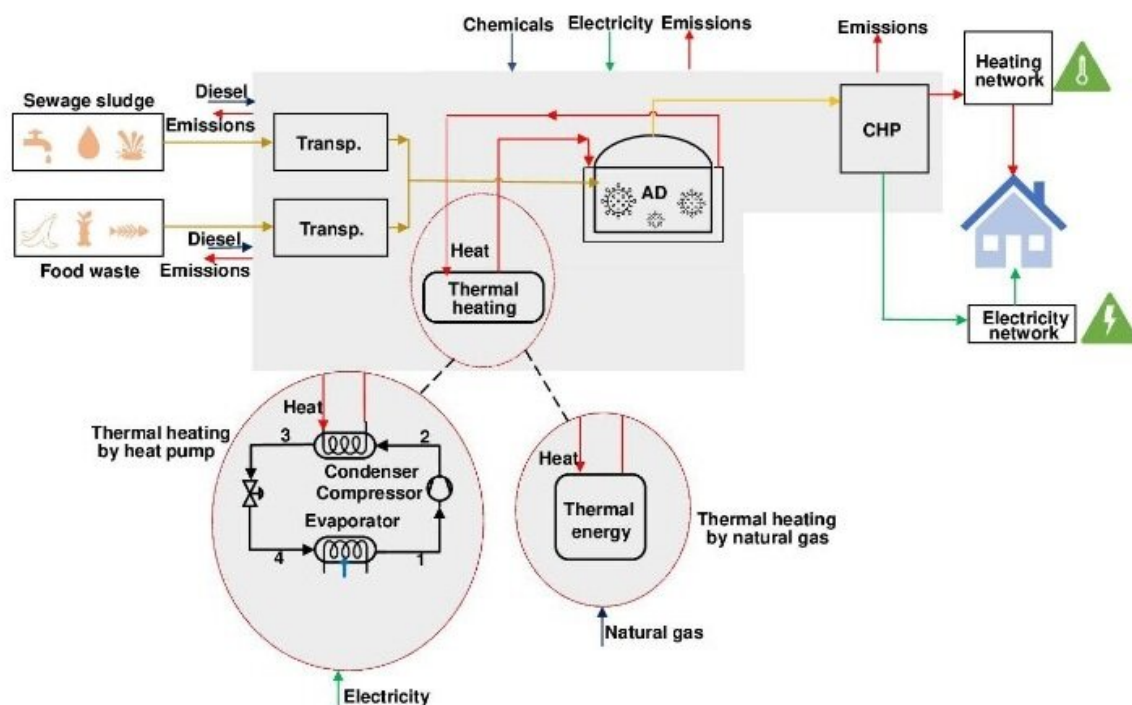 Chemicals
Electricity
Emissions
Emissions
Heating
network
Diesel
Sewage sludge
Emissions
Transp.
CHP
AD
Transp.
Diesel
Food waste
Emissions
Heat
Thermal
heating
Electricity
network
Thermal heating
by heat pump
Heat
3
2
Condenser
Compressor
Evaporator
4
1
Heat
Thermal
energy
Thermal heating
by natural gas
Natural gas
Electricity